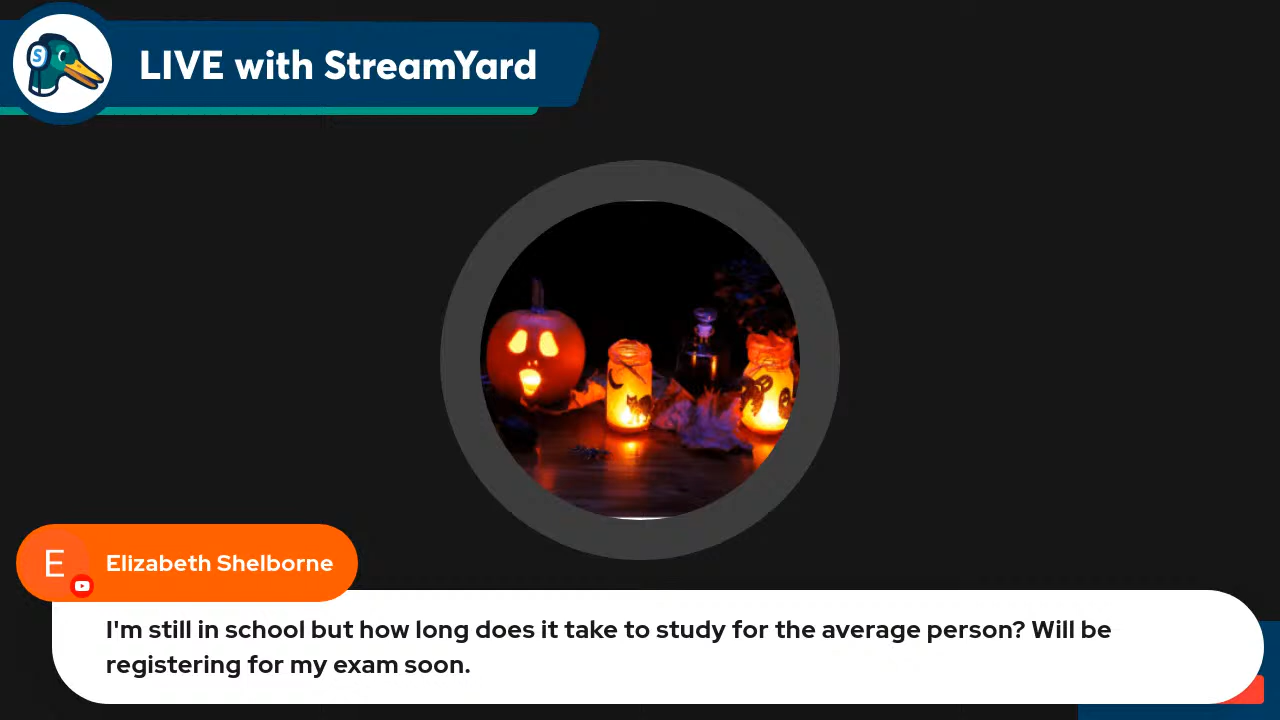 S
LIVE with StreamYard
E
Elizabeth Shelborne
I'm still in school but how long does it take to study for the average person? Will be
registering for my exam soon.